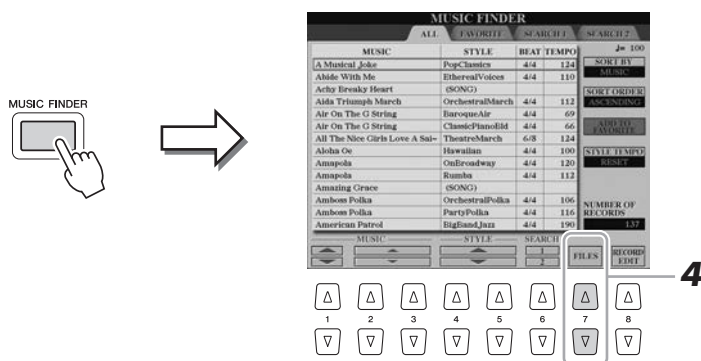 MUSIC FINDER
MUSIC FINDER
ALL FAVORITE SEARCH 1 SEARCH 2
MUSIC STYLE BEAT TEMPO
♩= 100
A Musical Joke PopClassics 4/4 124
SORT BY
MUSIC
Abide With Me EtherealVoices 4/4 110
Achy Breaky Heart (SONG)
SORT ORDER
ASCENDING
Aida Triumph March OrchestralMarch 4/4 112
Air On The G String BaroqueAir 4/4 69
Air On The G String ClassicPianoBld 4/4 66
ADD TO
FAVORITE
All The Nice Girls Love A Sai~ TheatreMarch 6/8 124
Aloha Oe Hawaiian 4/4 100
STYLE TEMPO
RESET
Amapola OnBroadway 4/4 120
Amapola Rumba 4/4 112
Amazing Grace (SONG)
Amboss Polka OrchestralPolka 4/4 106
Amboss Polka PartyPolka 4/4 116
NUMBER OF
RECORDS
137
American Patrol BigBandJazz 4/4 190
MUSIC STYLE SEARCH
1
2
FILES
RECORD
EDIT
4
1 2 3 4 5 6 7 8